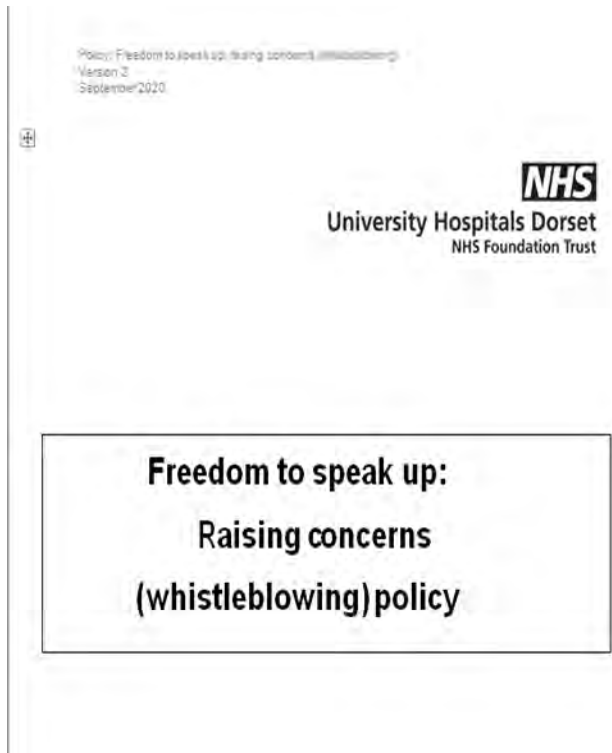 Policy: Freedom to speak up, raising concerns (whistleblowing)
Version 2
September 2020
NHS
University Hospitals Dorset
NHS Foundation Trust
Freedom to speak up:
Raising concerns
(whistleblowing) policy